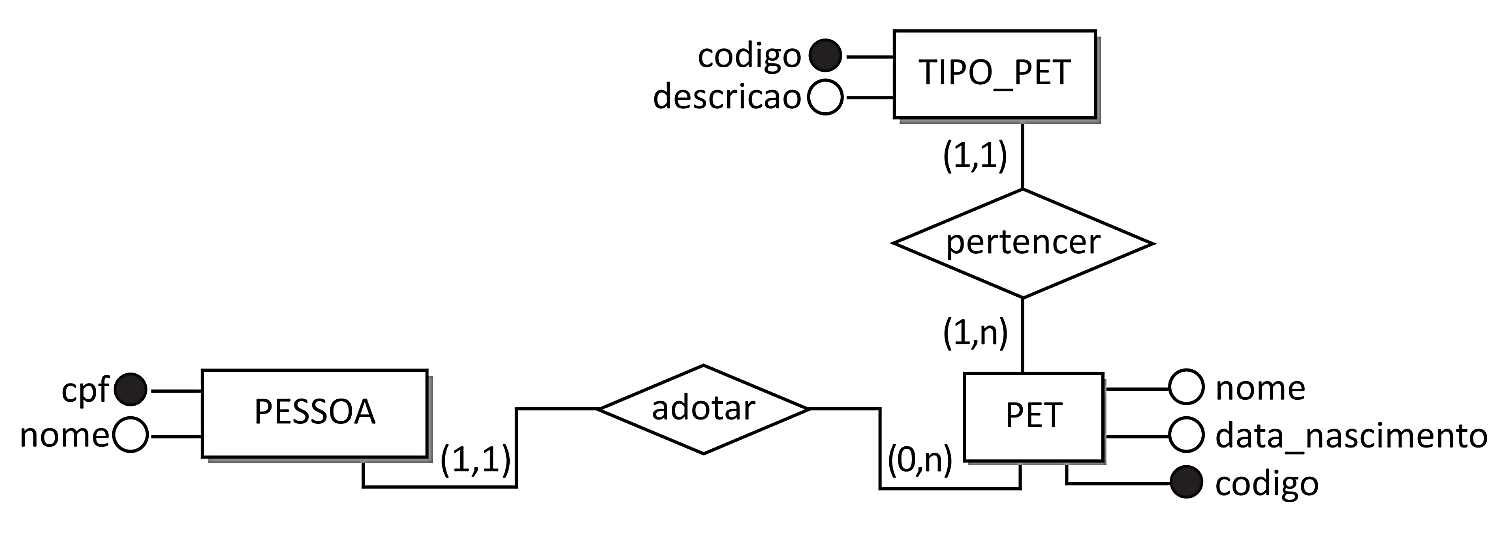 codigo
TIPO_PET
descricao
(1,1)
pertencer
(1,n)
cpf
PESSOA
nome
(1,1)
adotar
(0,n)
PET
nome
data_nascimento
codigo